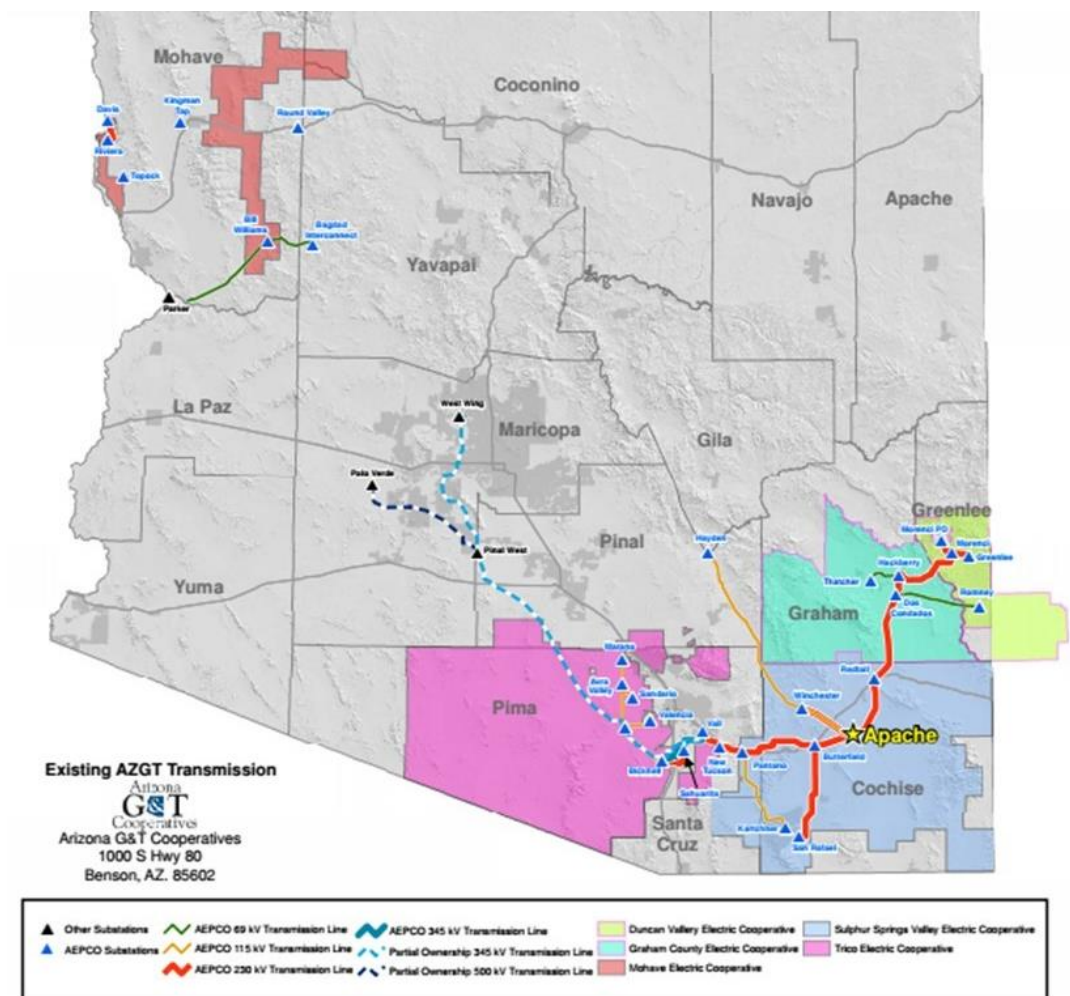 Mohave
Coconino
Davis
Kingman
Tap
Round Valley
Riviera
Topock
Navajo
Apache
Bill
Williams
Bagdad
Interconnect
Yavapai
Parker
La Paz
West Wing
Maricopa
Gila
Palo Verde
Pinal West
Pinal
Hayden
Greenlee
Morenci PD
Morenci
Greenlee
Hackberry
Thatcher
Dos
Condados
Graham
Yuma
Marana
Redtail
Avra
Valley
Sandario
Winchester
Pima
Valencia
Vail
Apache
Bicknell
New
Tucson
Pantano
Butterfield
Sahuarita
Cochise
Santa
Cruz
Kartchner
San Rafael
Existing AZGT Transmission
Arizona
G&T
Cooperatives
Arizona G&T Cooperatives
1000 S Hwy 80
Benson, AZ. 85602
Other Substations
AEPCO 69 kV Transmission Line
AEPCO 345 kV Transmission Line
Duncan Vallery Electric Cooperative
Sulphur Springs Valley Electric Cooperative
AEPCO Substations
AEPCO 115 kV Transmission Line
Partial Ownership 345 kV Transmission Line
Graham County Electric Cooperative
Trico Electric Cooperative
AEPCO 230 kV Transmission Line
Partial Ownership 500 kV Transmission Line
Mohave Electric Cooperative